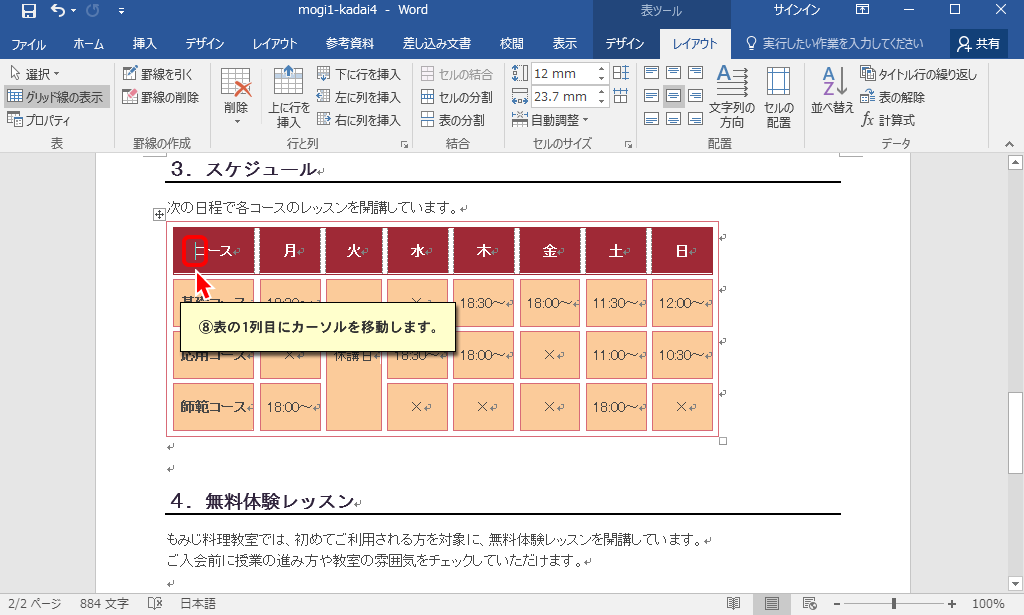 mogi1-kadai4 - Word
表ツール
サインイン
ファイル ホーム 挿入 デザイン レイアウト 参考資料 差し込み文書 校閲 表示 デザイン レイアウト 実行したい作業を入力してください 共有
選択
グリッド線の表示
プロパティ
表
罫線を引く
罫線の削除
罫線の作成
削除
上に行を
挿入
下に行を挿入
左に列を挿入
右に列を挿入
行と列
セルの結合
セルの分割
表の分割
結合
12 mm
23.7 mm
自動調整
セルのサイズ
文字列の
方向
セルの
配置
配置
並べ替え
タイトル行の繰り返し
表の解除
fx 計算式
データ
3. スケジュール
次の日程で各コースのレッスンを開講しています。
コース 月 火 水 木 金 土 日
18:30～ 18:00～ 11:30～ 12:00～
⑧表の1列目にカーソルを移動します。
応用コース × 休講日 18:30～ 18:00～ × 11:00～ 10:30～
師範コース 18:00～ × × × 18:00～ ×
4. 無料体験レッスン
もみじ料理教室では、初めてご利用される方を対象に、無料体験レッスンを開講しています。
ご入会前に授業の進み方や教室の雰囲気をチェックしていただけます。
2/2 ページ 884 文字 日本語 100%